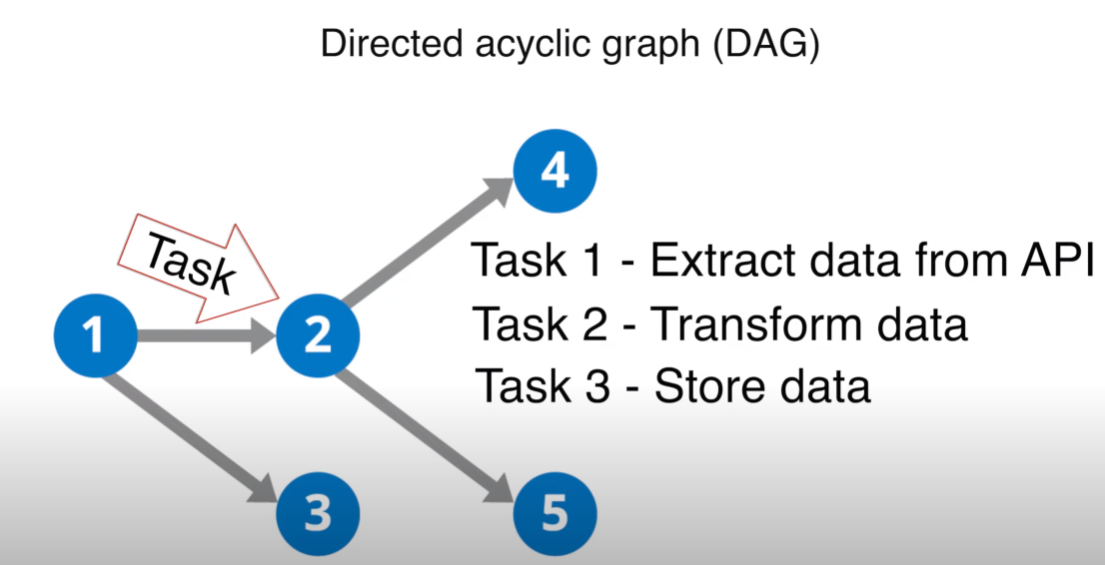 Directed acyclic graph (DAG)
4
Task
Task 1 - Extract data from API
1
2
Task 2 - Transform data
Task 3 - Store data
3
5